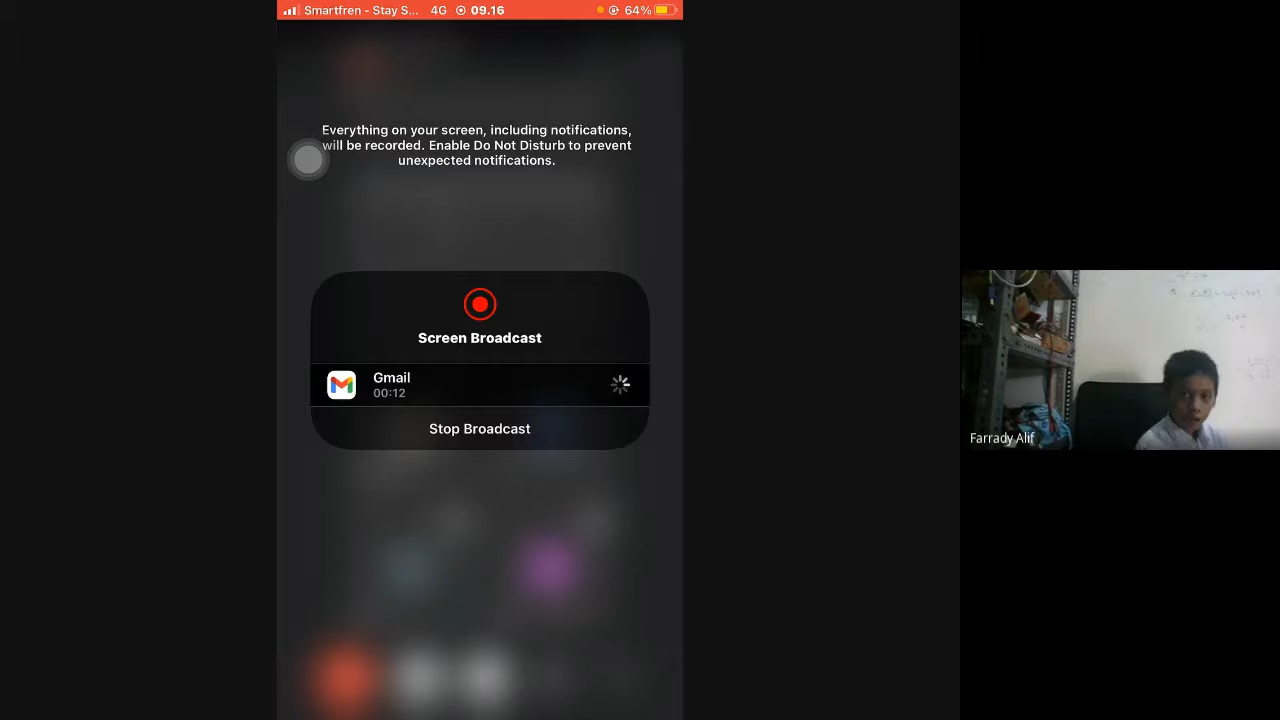 Smartfren - Stay S... 4G 09.16 64%
Everything on your screen, including notifications,
will be recorded. Enable Do Not Disturb to prevent
unexpected notifications.
Screen Broadcast
Gmail
00:12
Stop Broadcast
Farrady Alif